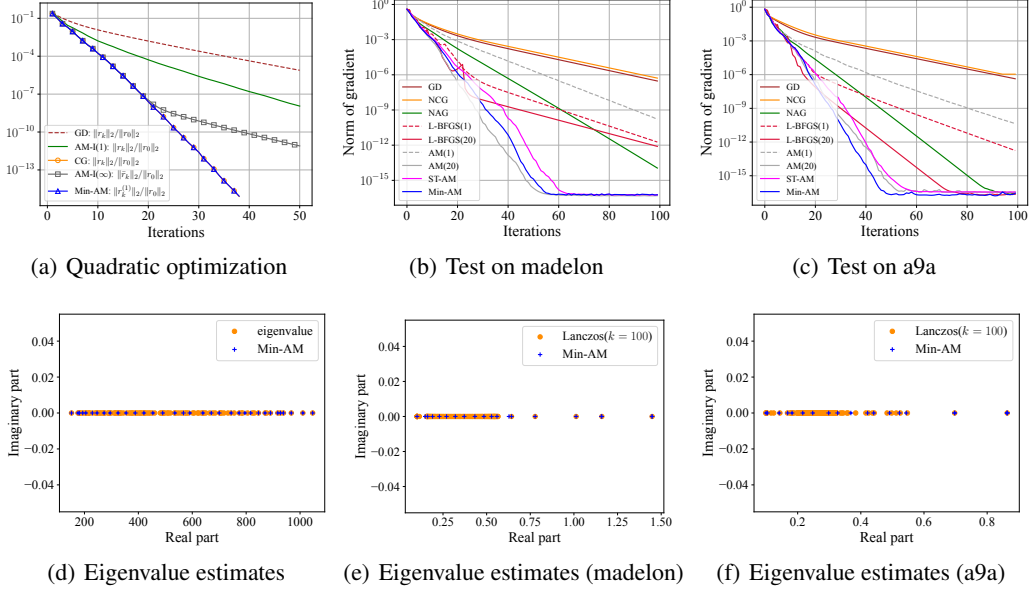 10⁻¹
10⁻⁴
10⁻⁷
10⁻¹⁰
10⁻¹³
GD: ‖r_k‖₂/‖r₀‖₂
AM-I(1): ‖r_k‖₂/‖r₀‖₂
CG: ‖r_k‖₂/‖r₀‖₂
AM-I(∞): ‖r_k‖₂/‖r₀‖₂
Min-AM: ‖r_k^{(1)}‖₂/‖r₀‖₂
0 10 20 30 40 50
Iterations
(a) Quadratic optimization
Norm of gradient
10⁻³
10⁻⁶
10⁻⁹
10⁻¹²
10⁻¹⁵
GD
NCG
NAG
L-BFGS(1)
L-BFGS(20)
AM(1)
AM(20)
ST-AM
Min-AM
0 20 40 60 80 100
Iterations
(b) Test on madelon
Norm of gradient
10⁻³
10⁻⁶
10⁻⁹
10⁻¹²
10⁻¹⁵
GD
NCG
NAG
L-BFGS(1)
L-BFGS(20)
AM(1)
AM(20)
ST-AM
Min-AM
0 20 40 60 80 100
Iterations
(c) Test on a9a
Imaginary part
0.04
0.02
0.00
−0.02
−0.04
eigenvalue
Min-AM
200 400 600 800 1000
Real part
(d) Eigenvalue estimates
Imaginary part
0.04
0.02
0.00
−0.02
−0.04
Lanczos(k = 100)
Min-AM
0.25 0.50 0.75 1.00 1.25 1.50
Real part
(e) Eigenvalue estimates (madelon)
Imaginary part
0.04
0.02
0.00
−0.02
−0.04
Lanczos(k = 100)
Min-AM
0.2 0.4 0.6 0.8
Real part
(f) Eigenvalue estimates (a9a)